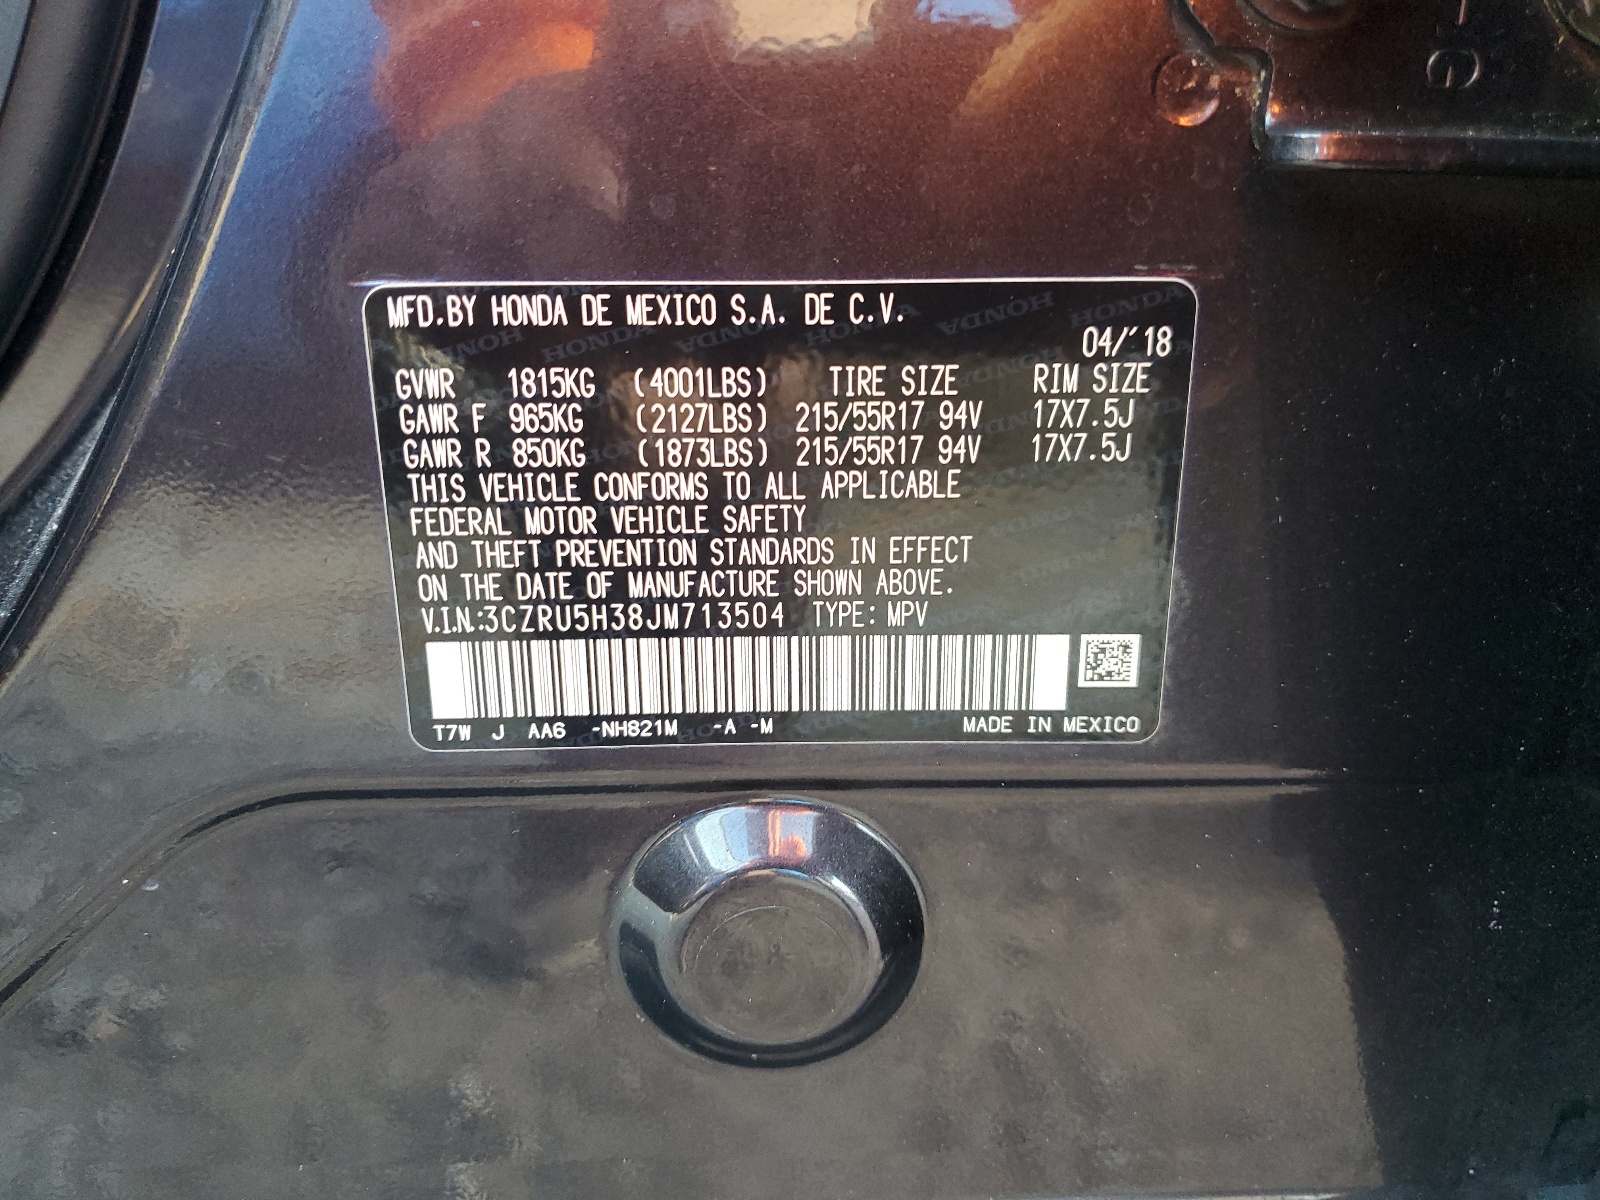 G
MFD.BY HONDA DE MEXICO S.A. DE C.V.
04/´18
GVWR 1815KG (4001LBS) TIRE SIZE RIM SIZE
GAWR F 965KG (2127LBS) 215/55R17 94V 17X7.5J
GAWR R 850KG (1873LBS) 215/55R17 94V 17X7.5J
THIS VEHICLE CONFORMS TO ALL APPLICABLE
FEDERAL MOTOR VEHICLE SAFETY
AND THEFT PREVENTION STANDARDS IN EFFECT
ON THE DATE OF MANUFACTURE SHOWN ABOVE.
V.I.N.:3CZRU5H38JM713504 TYPE: MPV
T7W J AA6 -NH821M -A -M MADE IN MEXICO